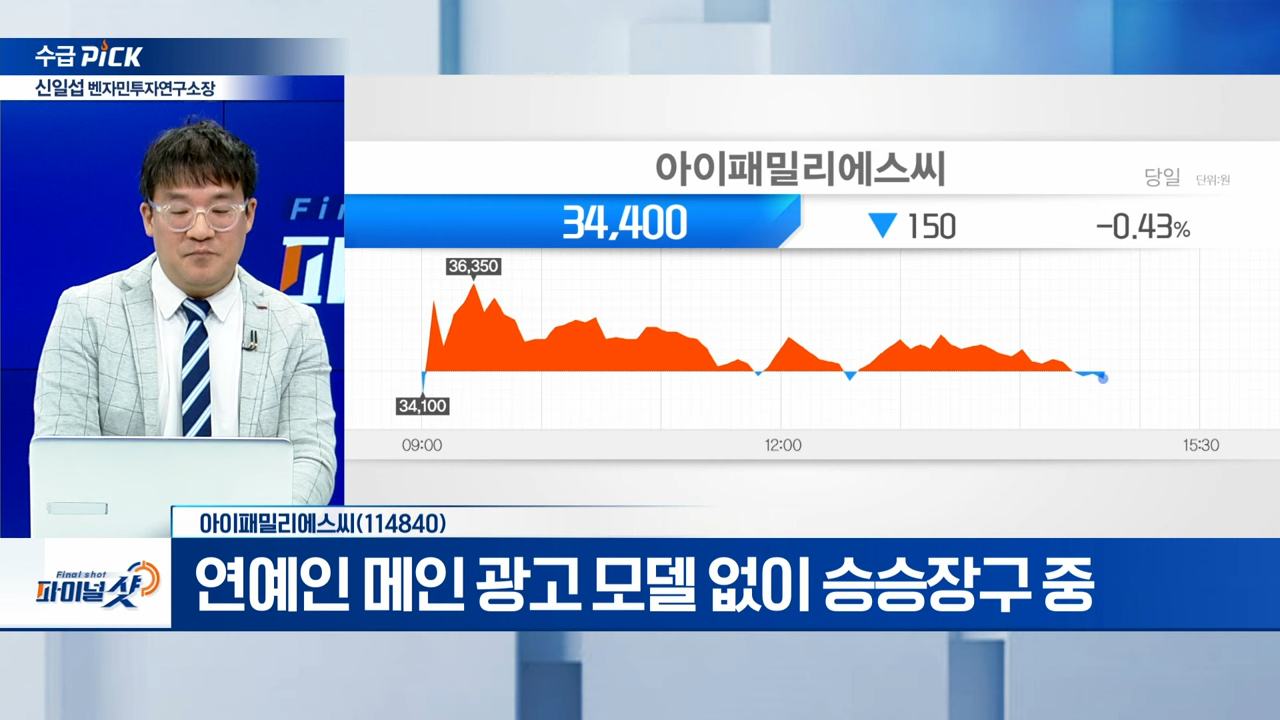 수급 PiCK
신일섭 벤자민투자연구소장
아이패밀리에스씨
당일 단위:원
34,400 ▼ 150 -0.43%
36,350
34,100
09:00 12:00 15:30
아이패밀리에스씨(114840)
Final shot
파이널샷
연예인 메인 광고 모델 없이 승승장구 중